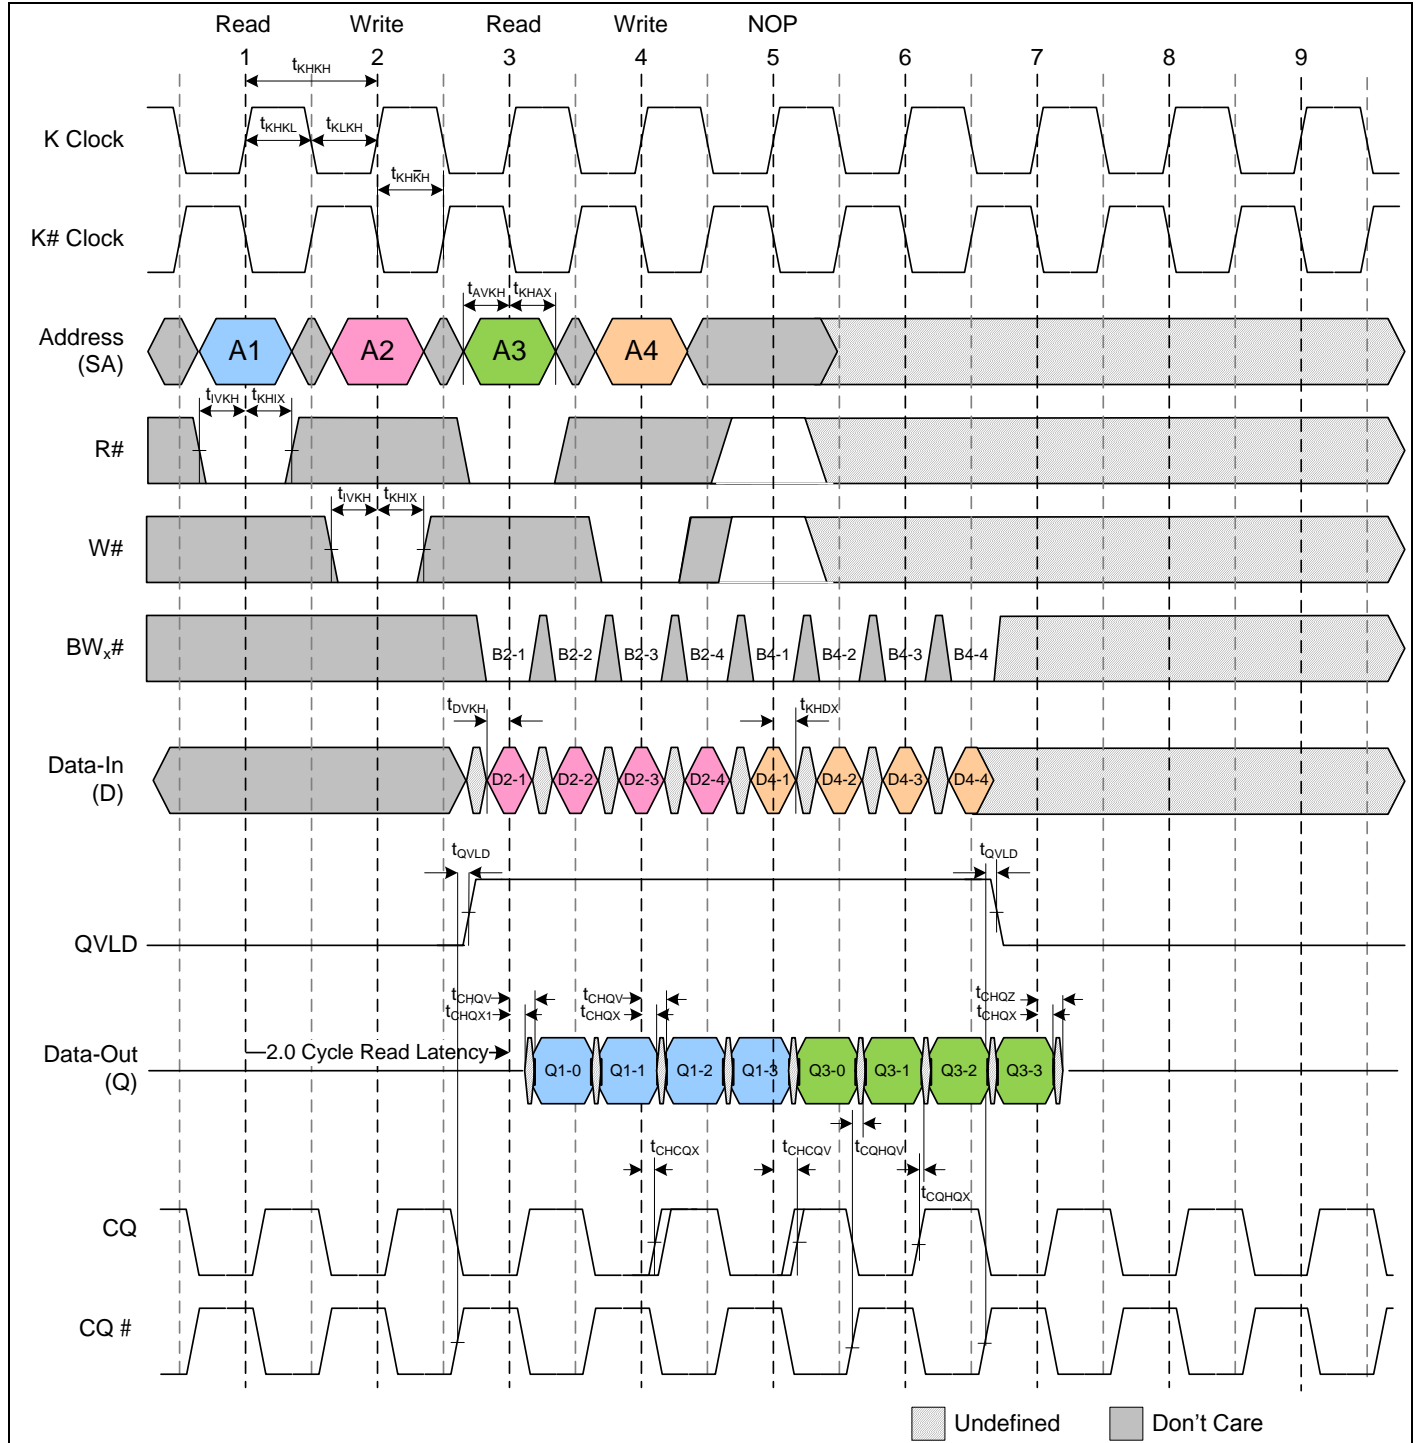 Read Write Read Write NOP
1 2 3 4 5 6 7 8 9
tKHKH
K Clock tKHKL tKLKH
tKHK̄H
K# Clock
tAVKH tKHAX
Address
(SA) A1 A2 A3 A4
tIVKH tKHIX
R#
tIVKH tKHIX
W#
BWx# B2-1 B2-2 B2-3 B2-4 B4-1 B4-2 B4-3 B4-4
tDVKH tKHDX
Data-In
(D) D2-1 D2-2 D2-3 D2-4 D4-1 D4-2 D4-3 D4-4
tQVLD tQVLD
QVLD
tCHQV tCHQV tCHQZ
tCHQX1 tCHQX tCHQX
Data-Out
(Q) 2.0 Cycle Read Latency Q1-0 Q1-1 Q1-2 Q1-3 Q3-0 Q3-1 Q3-2 Q3-3
tCHCQX tCHCQV tCQHQV
tCQHQX
CQ
CQ #
Undefined Don't Care